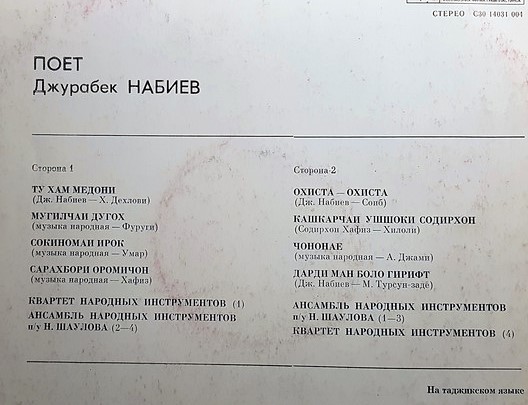 СТЕРЕО С30 14031 001
ПОЕТ
Джурабек НАБИЕВ
Сторона 1
ТУ ХАМ МЕДОНИ
(Дж. Набиев — Х. Дехлови)
МУГИЛЧАИ ДУГОХ
(музыка народная — Фуруги)
СОКИНОМАИ ИРОК
(музыка народная — Умар)
САРАХБОРИ ОРОМИЧОН
(музыка народная — Хафиз)
КВАРТЕТ НАРОДНЫХ ИНСТРУМЕНТОВ (1)
АНСАМБЛЬ НАРОДНЫХ ИНСТРУМЕНТОВ
п/у Н. ШАУЛОВА (2—4)
Сторона 2
ОХИСТА — ОХИСТА
(Дж. Набиев — Соиб)
КАШКАРЧАИ УШШОКИ СОДИРХОН
(Содирхон Хафиз — Хилоли)
ЧОНОНАЕ
(музыка народная — А. Джами)
ДАРДИ МАН БОЛО ГИРИФТ
(Дж. Набиев — М. Турсун-заде)
АНСАМБЛЬ НАРОДНЫХ ИНСТРУМЕНТОВ
п/у Н. ШАУЛОВА (1—3)
КВАРТЕТ НАРОДНЫХ ИНСТРУМЕНТОВ (4)
На таджикском языке